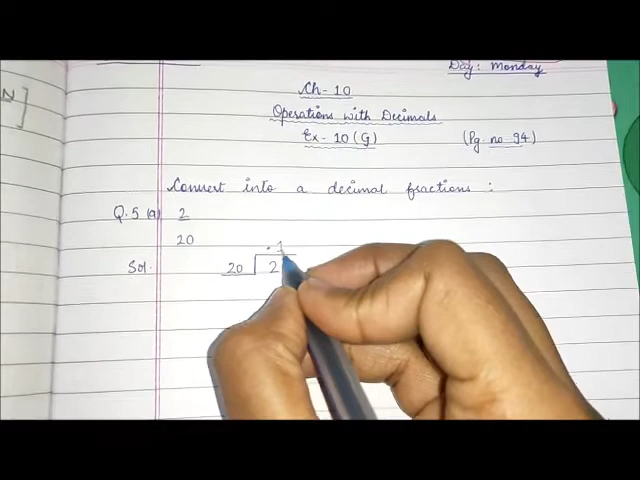 Day: Monday
N]
Ch- 10
Operations with Decimals
Ex- 10 (G)
(Pg. no 94)
Convert into a decimal fractions :
Q.5 (a) 2
20
. 1
Sol. 20 2